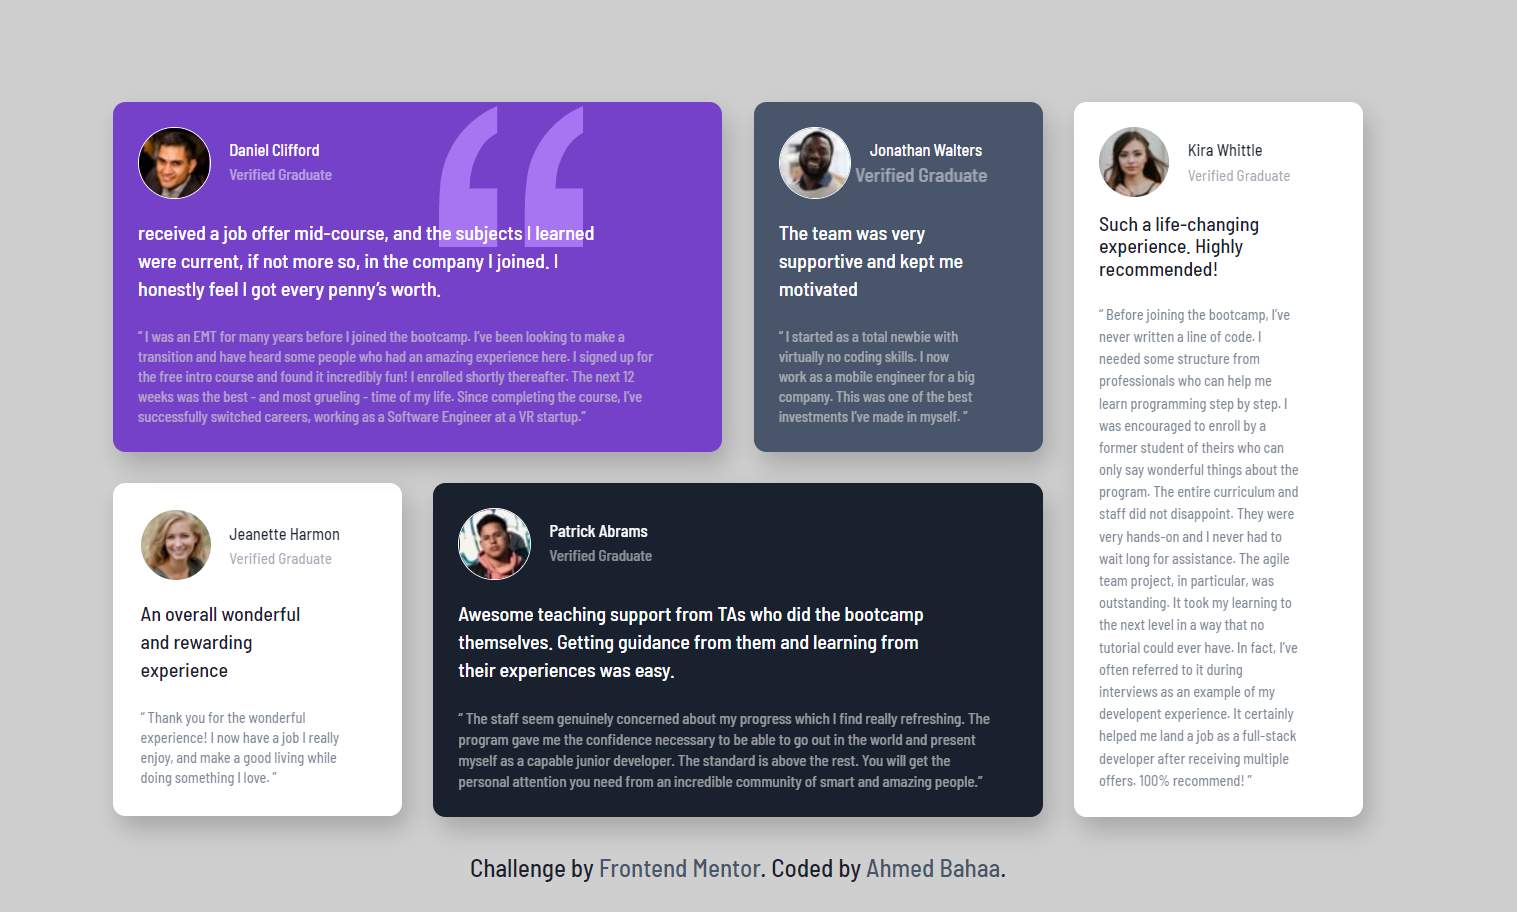 Daniel Clifford
Verified Graduate
received a job offer mid-course, and the subjects I learned
were current, if not more so, in the company I joined. I
honestly feel I got every penny’s worth.
“ I was an EMT for many years before I joined the bootcamp. I’ve been looking to make a
transition and have heard some people who had an amazing experience here. I signed up for
the free intro course and found it incredibly fun! I enrolled shortly thereafter. The next 12
weeks was the best - and most grueling - time of my life. Since completing the course, I’ve
successfully switched careers, working as a Software Engineer at a VR startup.”
Jonathan Walters
Verified Graduate
The team was very
supportive and kept me
motivated
“ I started as a total newbie with
virtually no coding skills. I now
work as a mobile engineer for a big
company. This was one of the best
investments I’ve made in myself. ”
Kira Whittle
Verified Graduate
Such a life-changing
experience. Highly
recommended!
“ Before joining the bootcamp, I’ve
never written a line of code. I
needed some structure from
professionals who can help me
learn programming step by step. I
was encouraged to enroll by a
former student of theirs who can
only say wonderful things about the
program. The entire curriculum and
staff did not disappoint. They were
very hands-on and I never had to
wait long for assistance. The agile
team project, in particular, was
outstanding. It took my learning to
the next level in a way that no
tutorial could ever have. In fact, I’ve
often referred to it during
interviews as an example of my
developent experience. It certainly
helped me land a job as a full-stack
developer after receiving multiple
offers. 100% recommend! ”
Jeanette Harmon
Verified Graduate
An overall wonderful
and rewarding
experience
“ Thank you for the wonderful
experience! I now have a job I really
enjoy, and make a good living while
doing something I love. ”
Patrick Abrams
Verified Graduate
Awesome teaching support from TAs who did the bootcamp
themselves. Getting guidance from them and learning from
their experiences was easy.
“ The staff seem genuinely concerned about my progress which I find really refreshing. The
program gave me the confidence necessary to be able to go out in the world and present
myself as a capable junior developer. The standard is above the rest. You will get the
personal attention you need from an incredible community of smart and amazing people.”
Challenge by Frontend Mentor. Coded by Ahmed Bahaa.